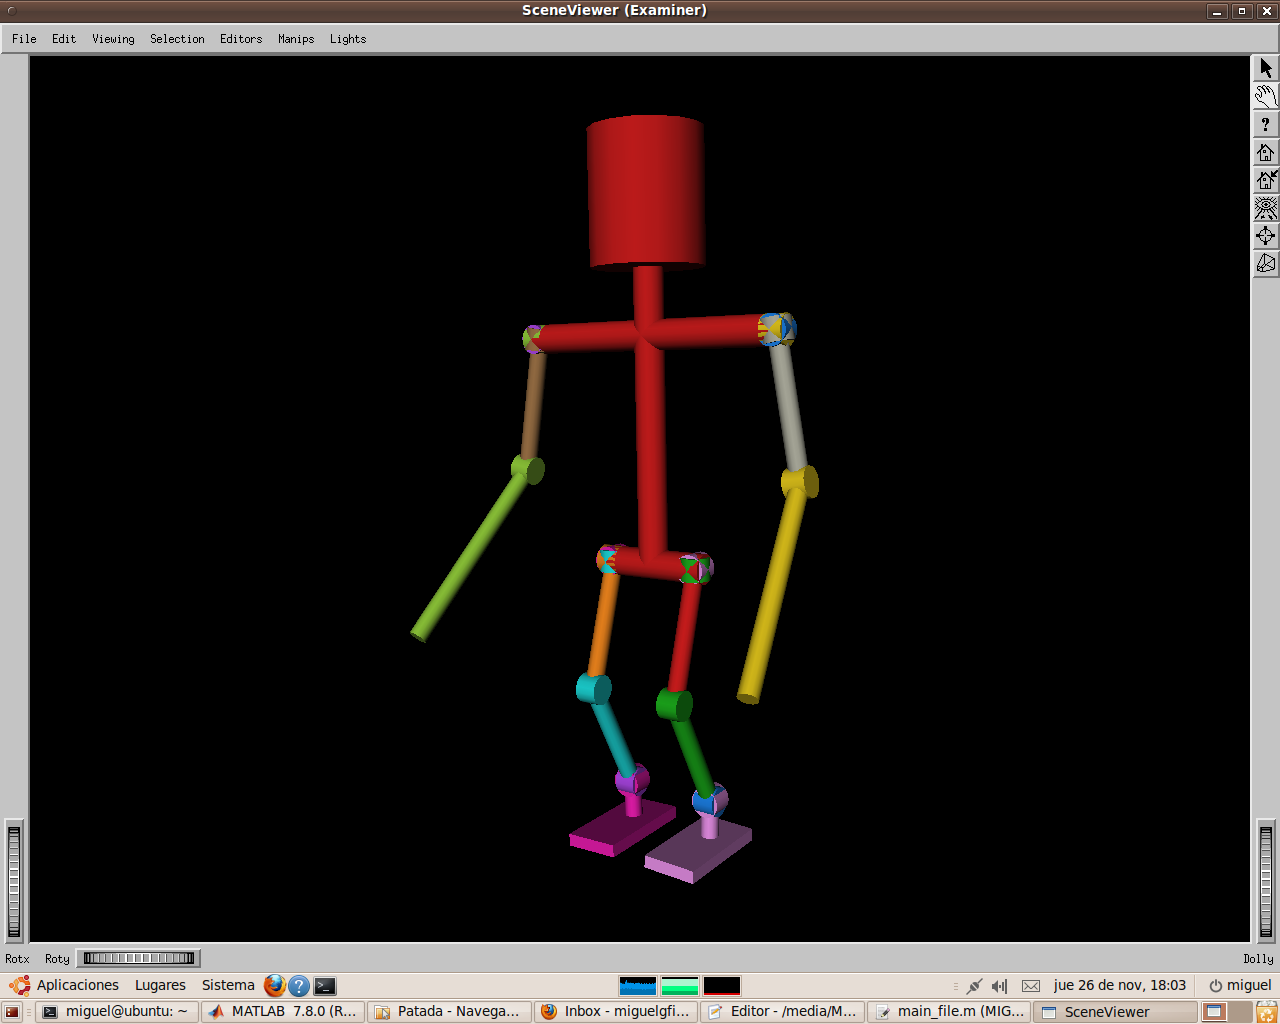 SceneViewer (Examiner)
File Edit Viewing Selection Editors Manips Lights
?
Rotx Roty Dolly
Aplicaciones Lugares Sistema ? jue 26 de nov, 18:03 miguel
miguel@ubuntu: ~ MATLAB 7.8.0 (R... Patada - Navega... Inbox - miguelgfi... Editor - /media/M... main_file.m (MIG... SceneViewer